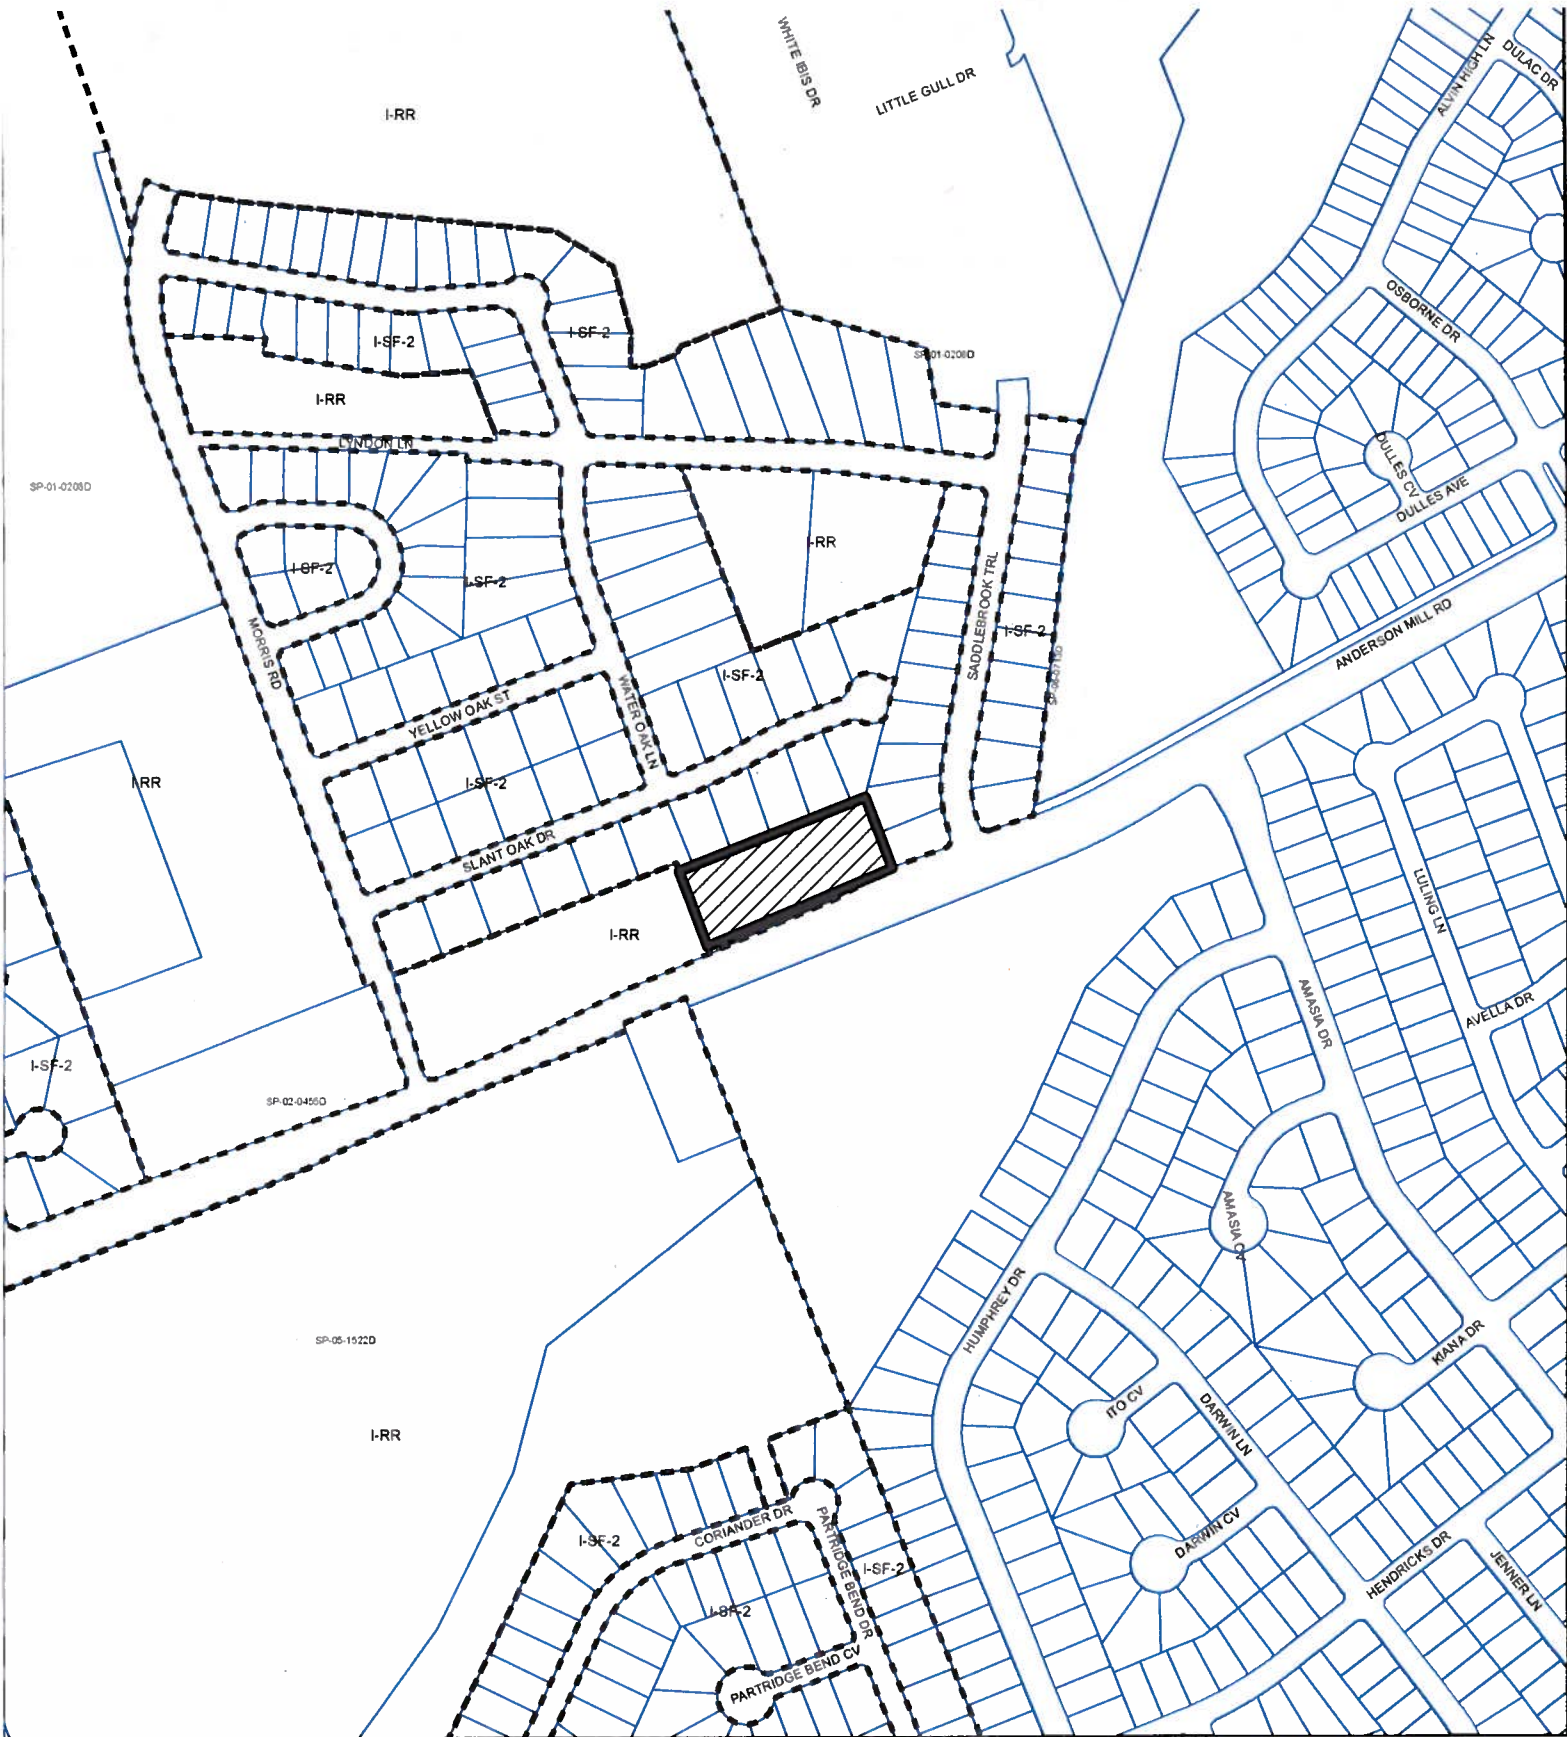 WHITE IBIS DR
LITTLE GULL DR
ALVIN HIGH LN
DULAC DR
I-RR
OSBORNE DR
I-SF-2
I-SF-2
SP-01-0208D
I-RR
LYNDON LN
DULLES CV
DULLES AVE
SP-01-0208D
I-RR
I-SF-2
I-SF-2
SADDLEBROOK TRL
I-SF-2
ANDERSON MILL RD
MORRIS RD
I-SF-2
WATER OAK LN
YELLOW OAK ST
I-RR
I-SF-2
SLANT OAK DR
LULING LN
I-RR
AMASIA DR
AVELLA DR
I-SF-2
SP-02-0456D
AMASIA CV
HUMPHREY DR
SP-05-1522D
KIANA DR
ITO CV
DARWIN LN
I-RR
CORIANDER DR
PARTRIDGE BEND DR
I-SF-2
DARWIN CV
HENDRICKS DR
JENNER LN
I-SF-2
I-SF-2
PARTRIDGE BEND CV